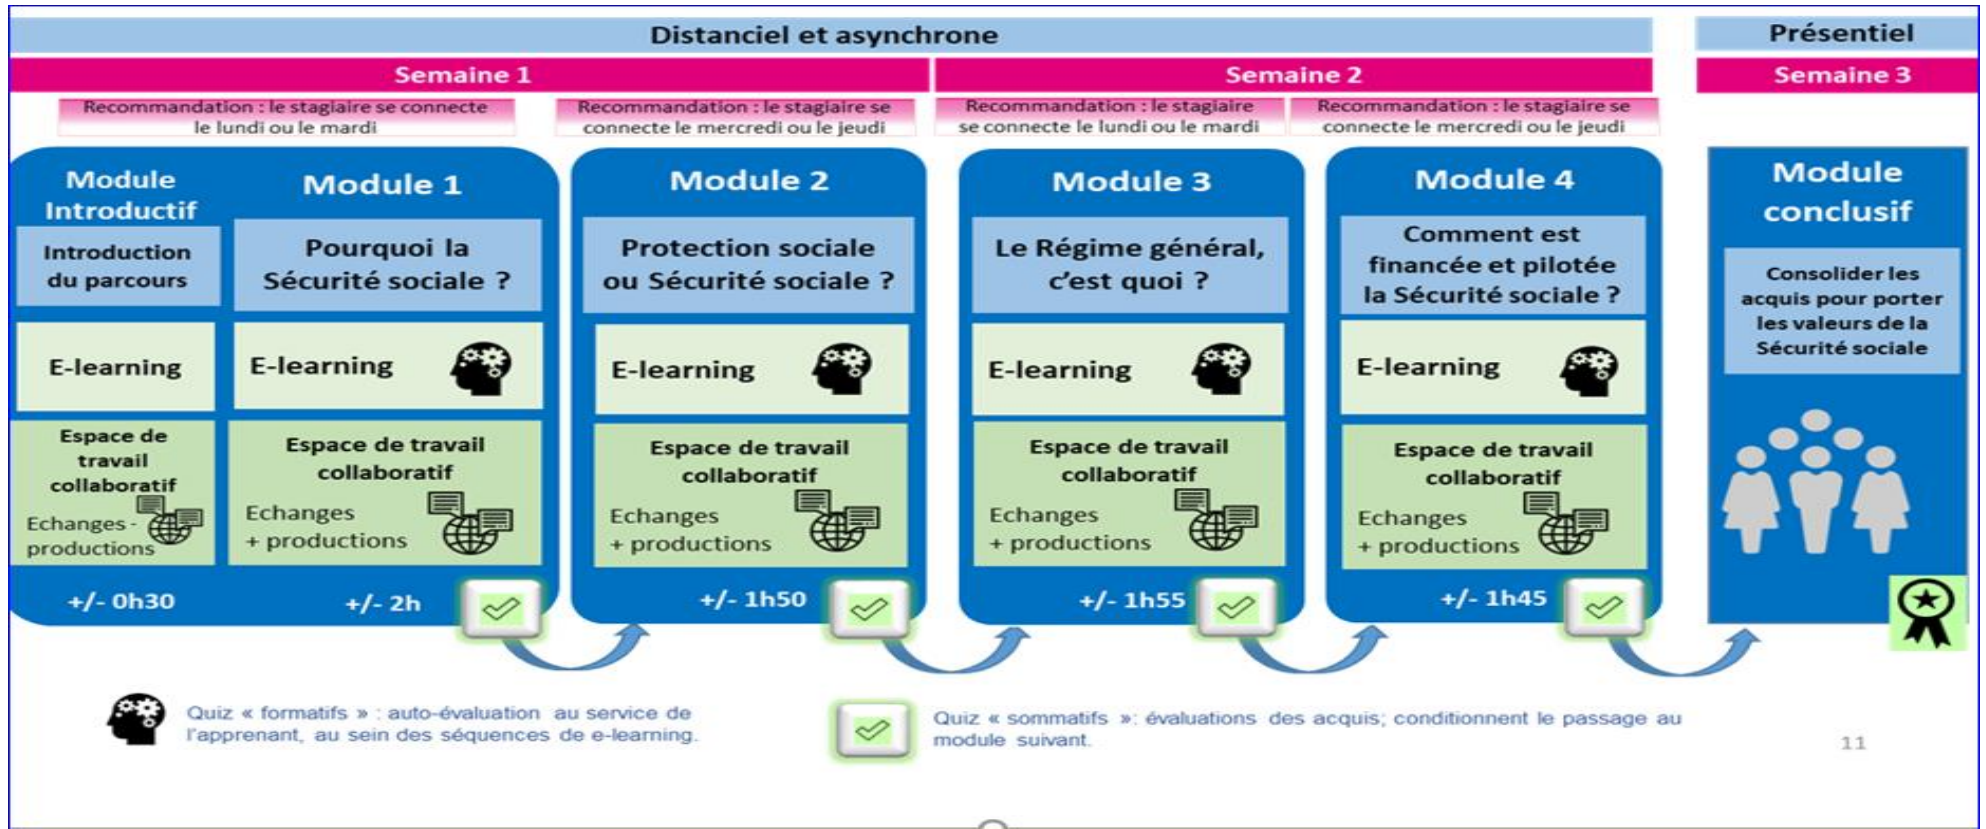 Distanciel et asynchrone
Présentiel
Semaine 1
Semaine 2
Semaine 3
Recommandation : le stagiaire se connecte
le lundi ou le mardi
Recommandation : le stagiaire se
connecte le mercredi ou le jeudi
Recommandation : le stagiaire
se connecte le lundi ou le mardi
Recommandation : le stagiaire se
connecte le mercredi ou le jeudi
Module
Introductif
Introduction
du parcours
E-learning
Espace de
travail
collaboratif
Echanges -
productions
+/- 0h30
Module 1
Pourquoi la
Sécurité sociale ?
E-learning
Espace de travail
collaboratif
Echanges
+ productions
+/- 2h
Module 2
Protection sociale
ou Sécurité sociale ?
E-learning
Espace de travail
collaboratif
Echanges
+ productions
+/- 1h50
Module 3
Le Régime général,
c'est quoi ?
E-learning
Espace de travail
collaboratif
Echanges
+ productions
+/- 1h55
Module 4
Comment est
financée et pilotée
la Sécurité sociale ?
E-learning
Espace de travail
collaboratif
Echanges
+ productions
+/- 1h45
Module
conclusif
Consolider les
acquis pour porter
les valeurs de la
Sécurité sociale
Quiz « formatifs » : auto-évaluation au service de
l'apprenant, au sein des séquences de e-learning.
Quiz « sommatifs »: évaluations des acquis; conditionnent le passage au
module suivant.
11